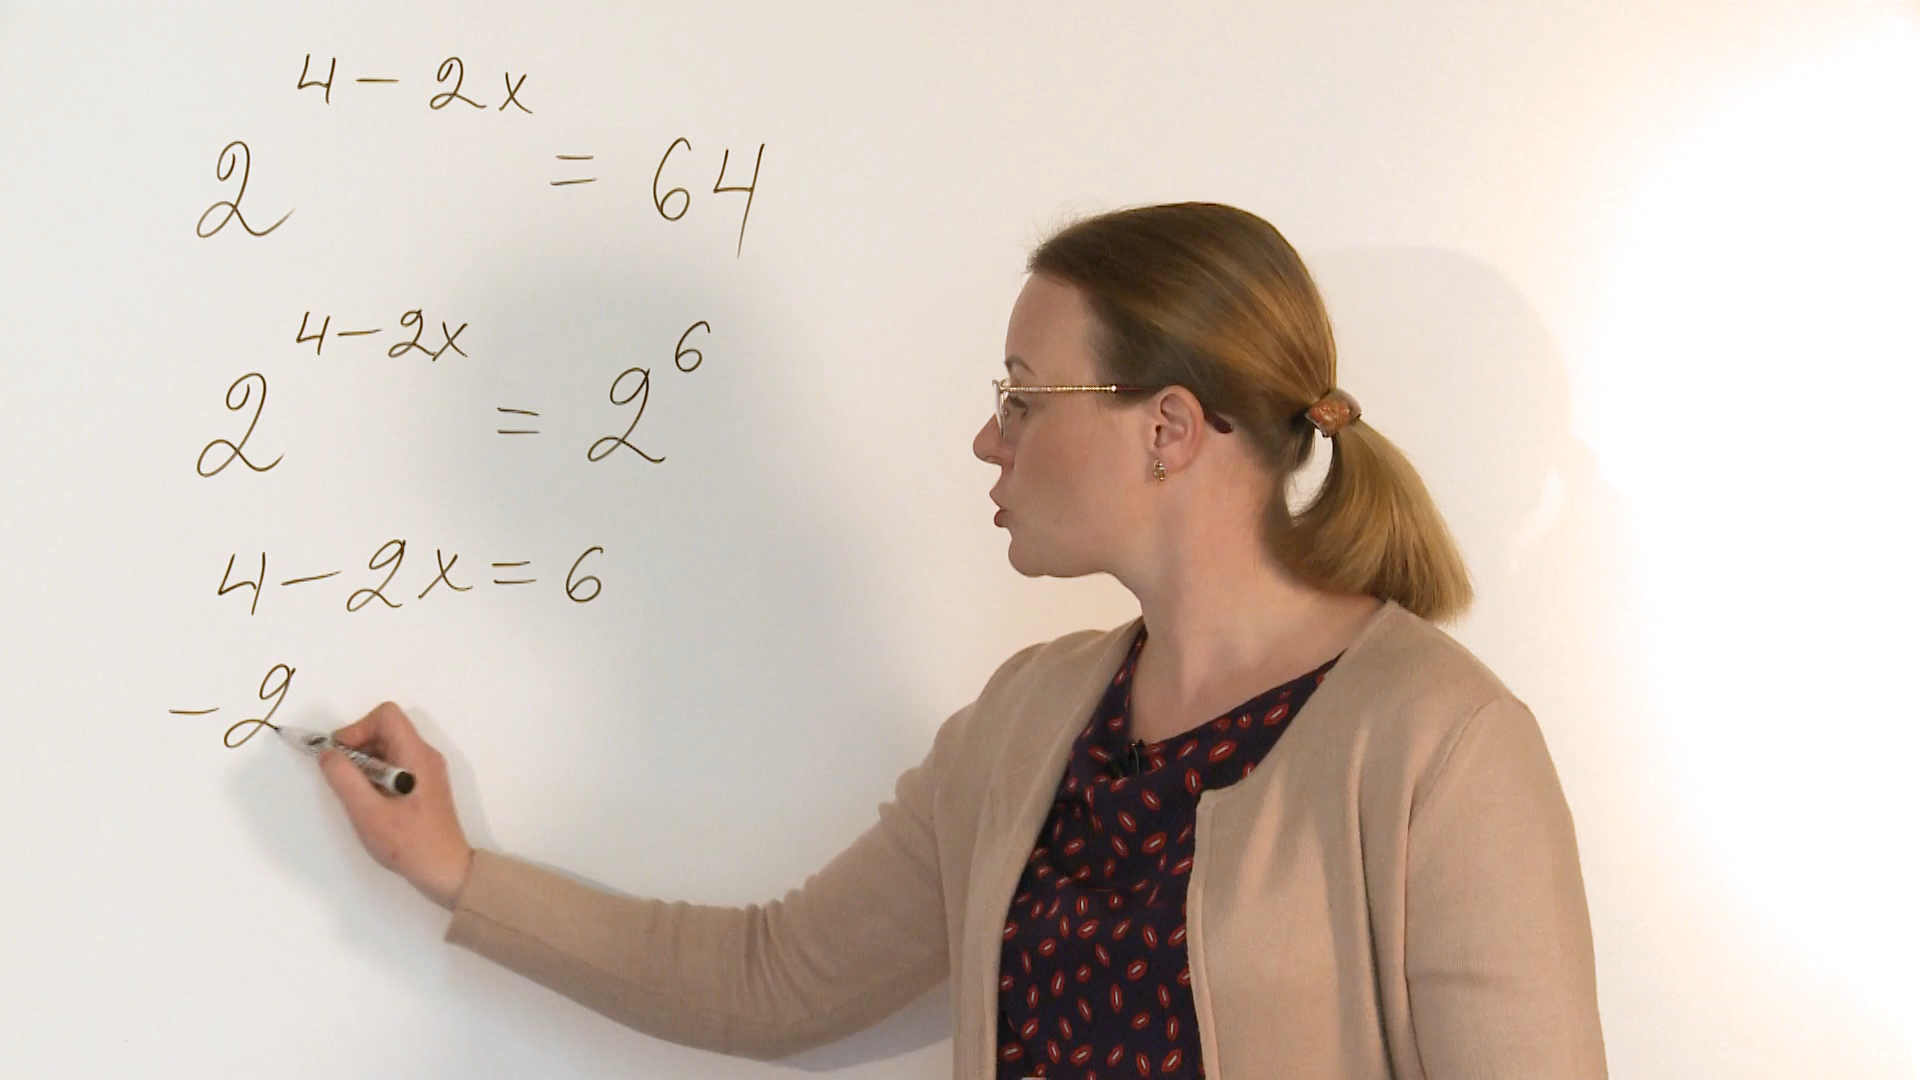 2^{4-2x} = 64
2^{4-2x} = 2^6
4-2x=6
-2